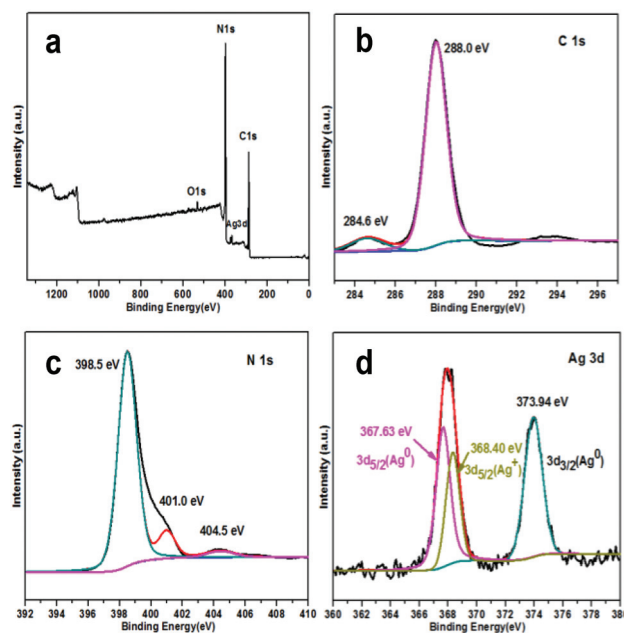 a
N1s
C1s
O1s
Ag3d
Intensity (a.u.)
1200 1000 800 600 400 200 0
Binding Energy(eV)
b
C 1s
288.0 eV
284.6 eV
Intensity (a.u.)
284 286 288 290 292 294 296
Binding Energy(eV)
c
N 1s
398.5 eV
401.0 eV
404.5 eV
Intensity (a.u.)
392 394 396 398 400 402 404 406 408 410
Binding Energy(eV)
d
Ag 3d
373.94 eV
367.63 eV
368.40 eV
3d5/2(Ag0)
3d5/2(Ag+)
3d3/2(Ag0)
Intensity (a.u.)
360 362 364 366 368 370 372 374 376 378 380
Binding Energy(eV)